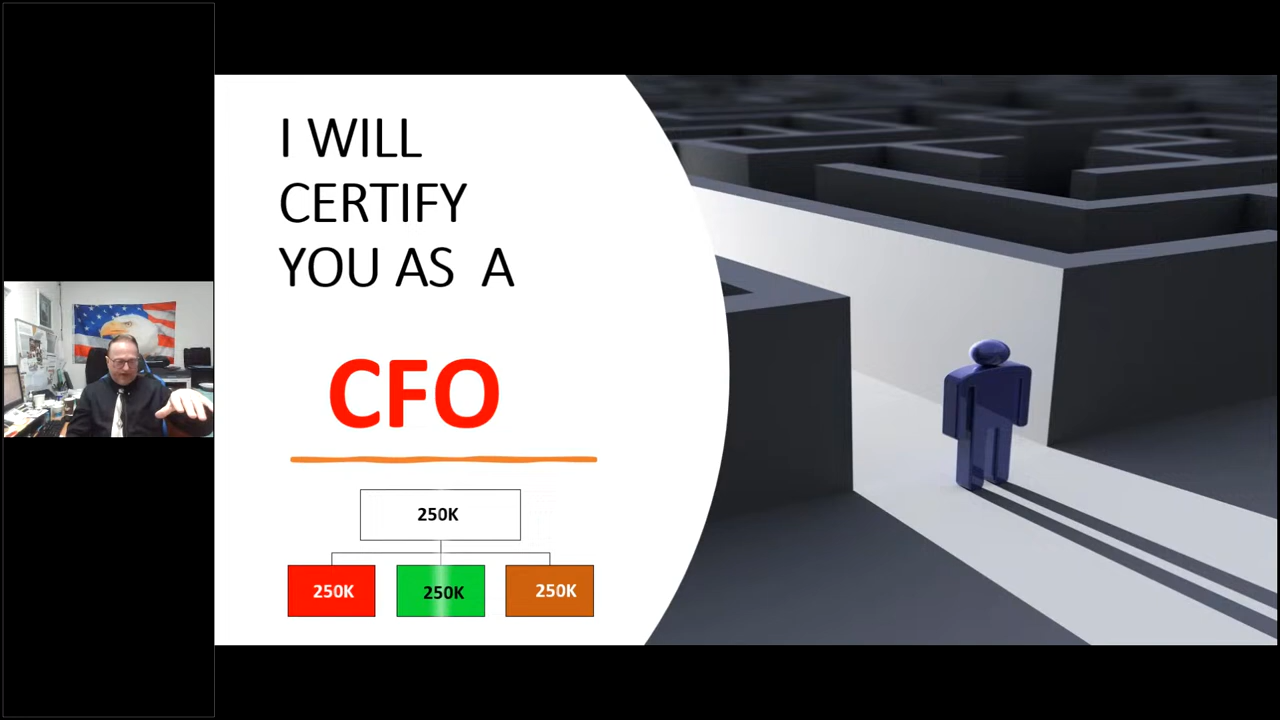 I WILL
CERTIFY
YOU AS A
CFO
250K
250K 250K 250K